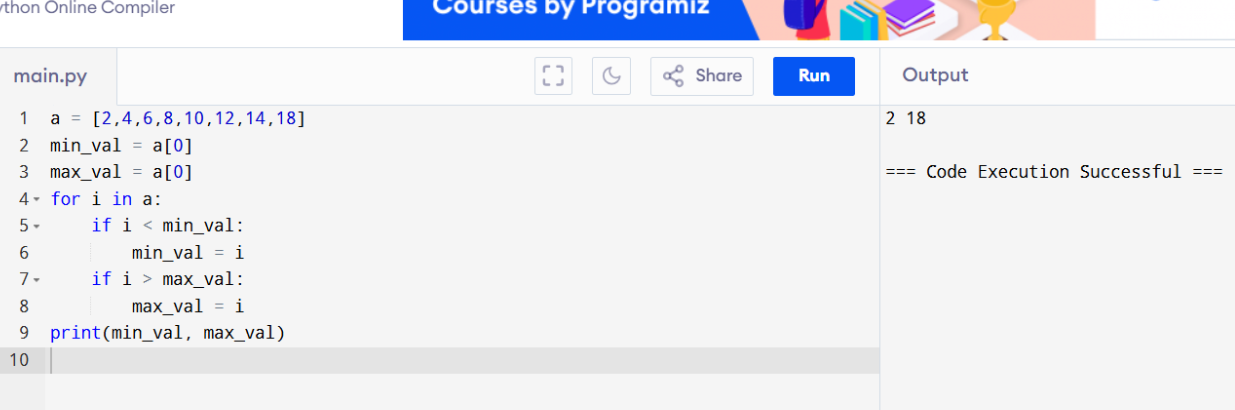 Python Online Compiler
Courses by Programiz
main.py
Share
Run
Output
1 a = [2,4,6,8,10,12,14,18]
2 min_val = a[0]
3 max_val = a[0]
4 for i in a:
5     if i < min_val:
6         min_val = i
7     if i > max_val:
8         max_val = i
9 print(min_val, max_val)
10
2 18
=== Code Execution Successful ===